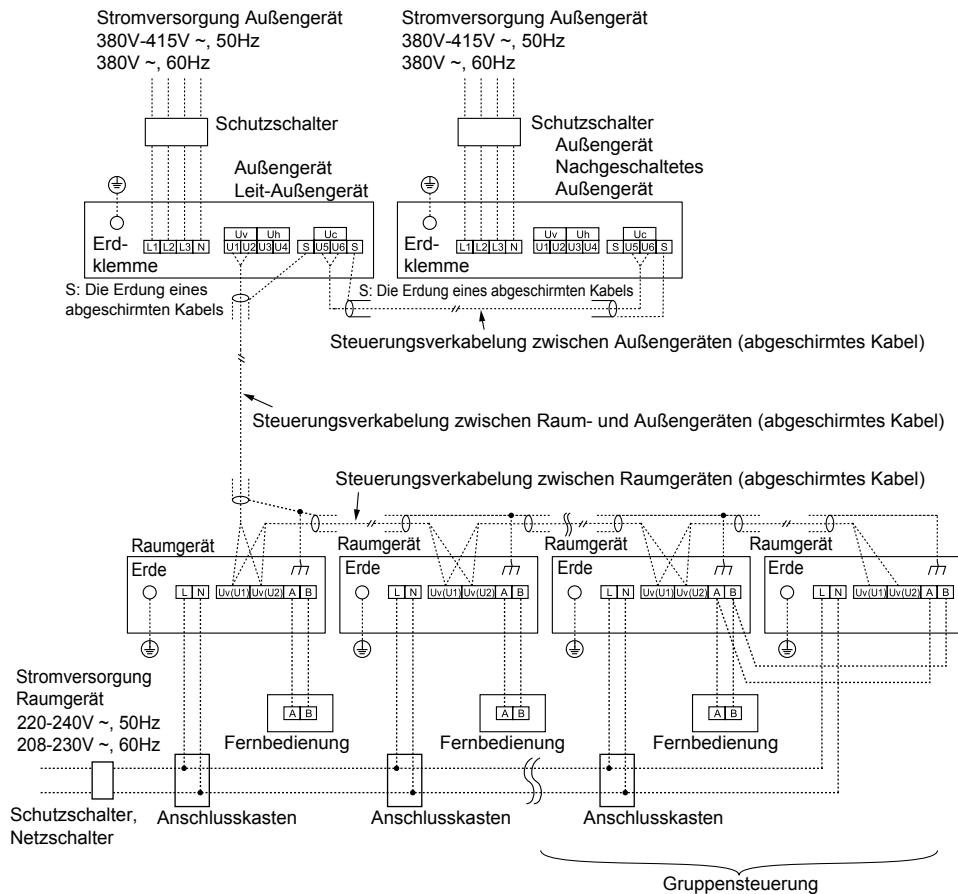 Stromversorgung Außengerät
380V-415V ~, 50Hz
380V ~, 60Hz
Stromversorgung Außengerät
380V-415V ~, 50Hz
380V ~, 60Hz
Schutzschalter
Schutzschalter
Außengerät
Leit-Außengerät
Außengerät
Nachgeschaltetes
Außengerät
Erd-
klemme
L1 L2 L3 N
Uv Uh
U1 U2 U3 U4
Uc
S U5 U6 S
Erd-
klemme
L1 L2 L3 N
Uv Uh
U1 U2 U3 U4
Uc
S U5 U6 S
S: Die Erdung eines
abgeschirmten Kabels
S: Die Erdung eines abgeschirmten Kabels
Steuerungsverkabelung zwischen Außengeräten (abgeschirmtes Kabel)
Steuerungsverkabelung zwischen Raum- und Außengeräten (abgeschirmtes Kabel)
Steuerungsverkabelung zwischen Raumgeräten (abgeschirmtes Kabel)
Raumgerät
Raumgerät
Raumgerät
Raumgerät
Erde
L N Uv(U1) Uv(U2) A B
Erde
L N Uv(U1) Uv(U2) A B
Erde
L N Uv(U1) Uv(U2) A B
Erde
L N Uv(U1) Uv(U2) A B
Stromversorgung
Raumgerät
220-240V ~, 50Hz
208-230V ~, 60Hz
A B
A B
A B
Fernbedienung
Fernbedienung
Fernbedienung
Schutzschalter,
Netzschalter
Anschlusskasten
Anschlusskasten
Anschlusskasten
Gruppensteuerung